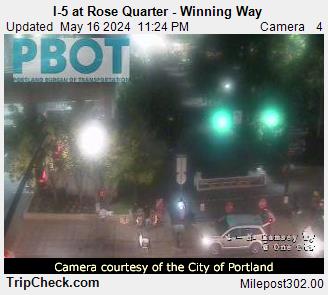 I-5 at Rose Quarter - Winning Way
Updated May 16 2024 11:24 PM Camera 4
PBOT
PORTLAND BUREAU OF TRANSPORTATION
Ramsay
Camera courtesy of the City of Portland
TripCheck.com Milepost302.00